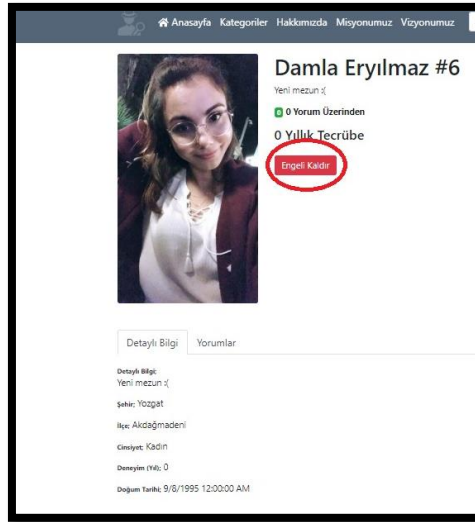 Anasayfa Kategoriler Hakkımızda Misyonumuz Vizyonumuz
Damla Eryılmaz #6
Yeni mezun :(
0 0 Yorum Üzerinden
0 Yıllık Tecrübe
Engeli Kaldır
Detaylı Bilgi Yorumlar
Detaylı Bilgi;
Yeni mezun :(
Şehir; Yozgat
İlçe; Akdağmadeni
Cinsiyet; Kadın
Deneyim (Yıl); 0
Doğum Tarihi; 9/8/1995 12:00:00 AM